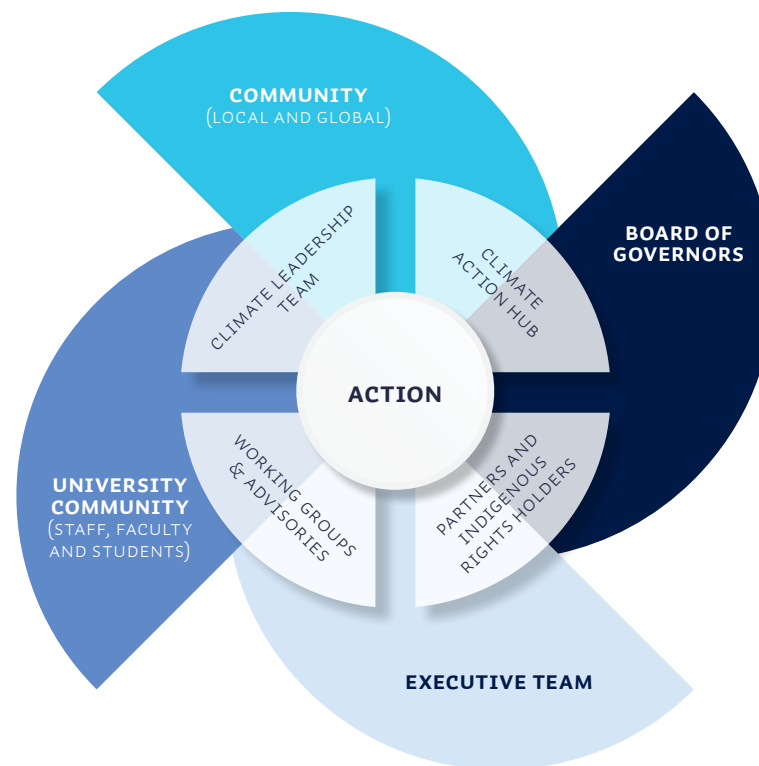 COMMUNITY
(LOCAL AND GLOBAL)
BOARD OF
GOVERNORS
CLIMATE LEADERSHIP
TEAM
CLIMATE
ACTION HUB
ACTION
WORKING GROUPS
& ADVISORIES
PARTNERS AND
INDIGENOUS
RIGHTS HOLDERS
UNIVERSITY
COMMUNITY
(STAFF, FACULTY
AND STUDENTS)
EXECUTIVE TEAM